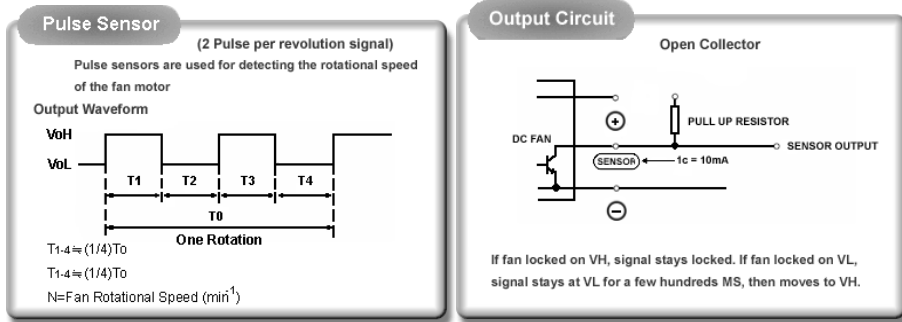 Pulse Sensor
(2 Pulse per revolution signal)
Pulse sensors are used for detecting the rotational speed
of the fan motor
Output Waveform
VoH
VoL
T1 T2 T3 T4
T0
One Rotation
T1-4≒(1/4)To
T1-4≒(1/4)To
N=Fan Rotational Speed (min-1)
Output Circuit
Open Collector
+
PULL UP RESISTOR
DC FAN
SENSOR OUTPUT
SENSOR
1c = 10mA
−
If fan locked on VH, signal stays locked. If fan locked on VL,
signal stays at VL for a few hundreds MS, then moves to VH.